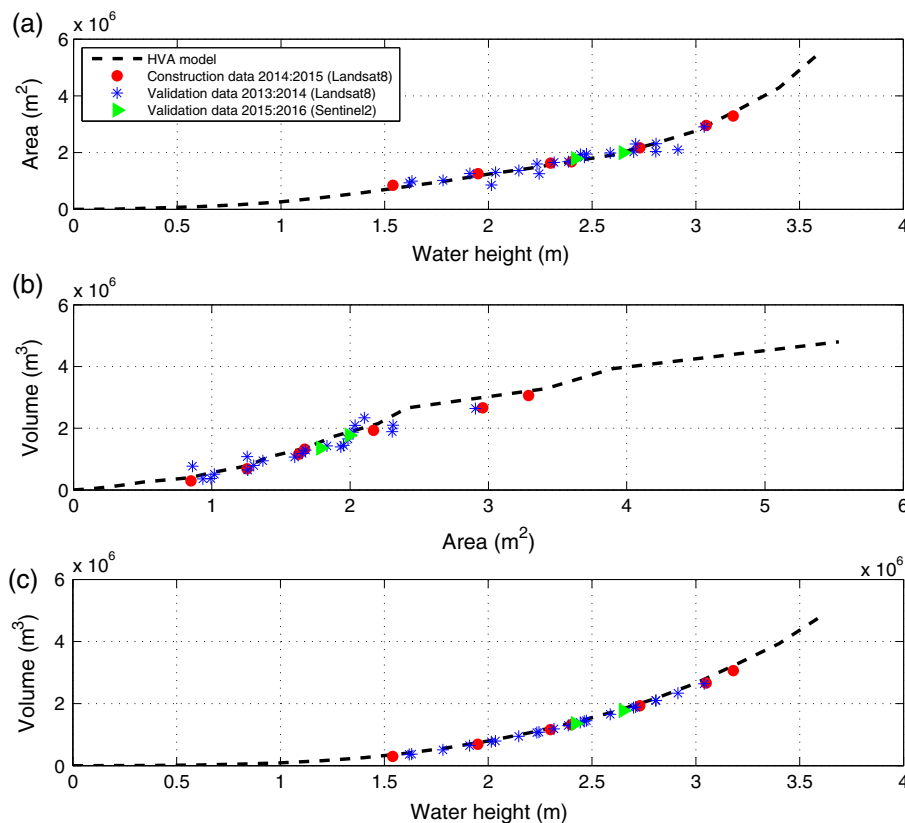 (a)
x 10^6
6
4
2
0
Area (m^2)
HVA model
Construction data 2014:2015 (Landsat8)
Validation data 2013:2014 (Landsat8)
Validation data 2015:2016 (Sentinel2)
0 0.5 1 1.5 2 2.5 3 3.5 4
Water height (m)
(b)
x 10^6
6
4
2
0
Volume (m^3)
0 1 2 3 4 5 6
Area (m^2)
x 10^6
(c)
x 10^6
6
4
2
0
Volume (m^3)
0 0.5 1 1.5 2 2.5 3 3.5 4
Water height (m)